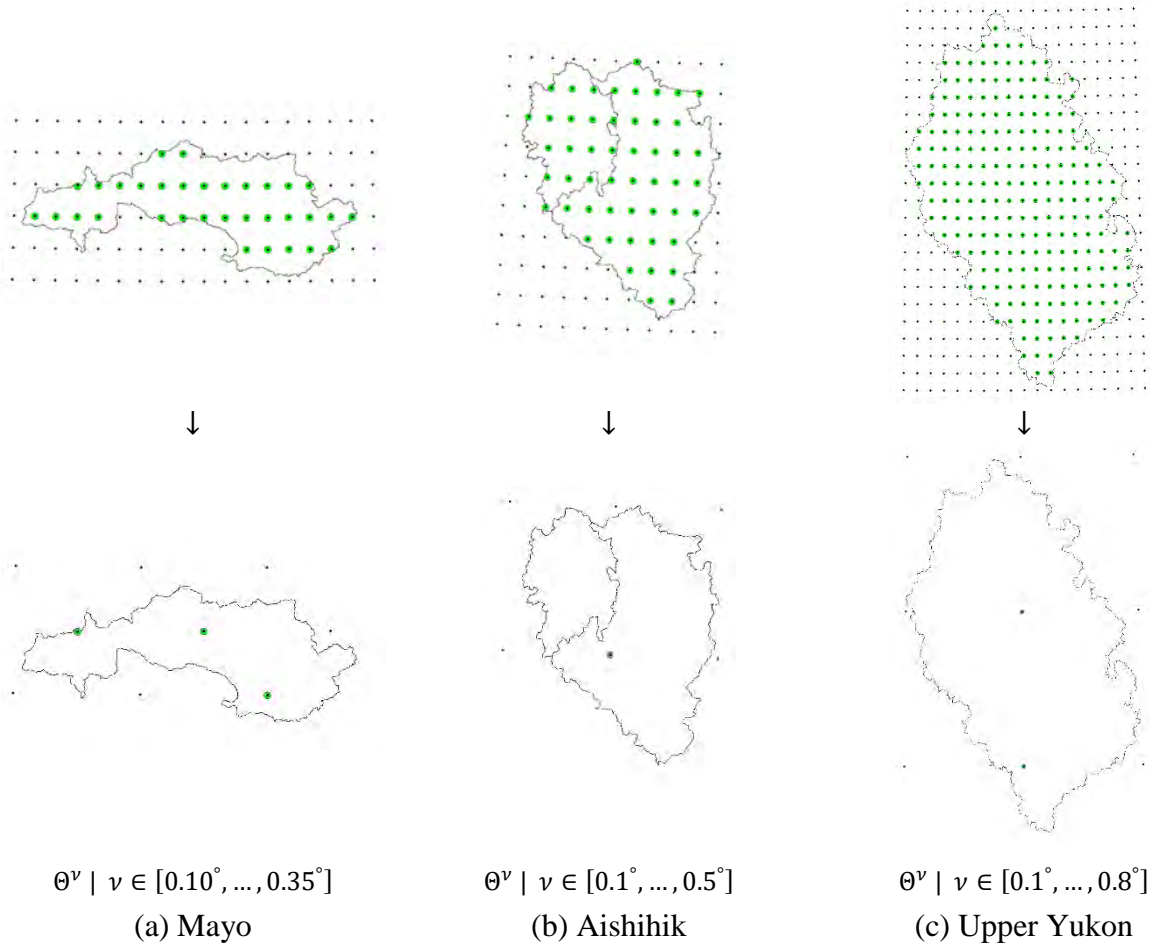 ↓ ↓ ↓
Θ^ν | ν ∈ [0.10°, ... , 0.35°] Θ^ν | ν ∈ [0.1°, ... , 0.5°] Θ^ν | ν ∈ [0.1°, ... , 0.8°]
(a) Mayo (b) Aishihik (c) Upper Yukon